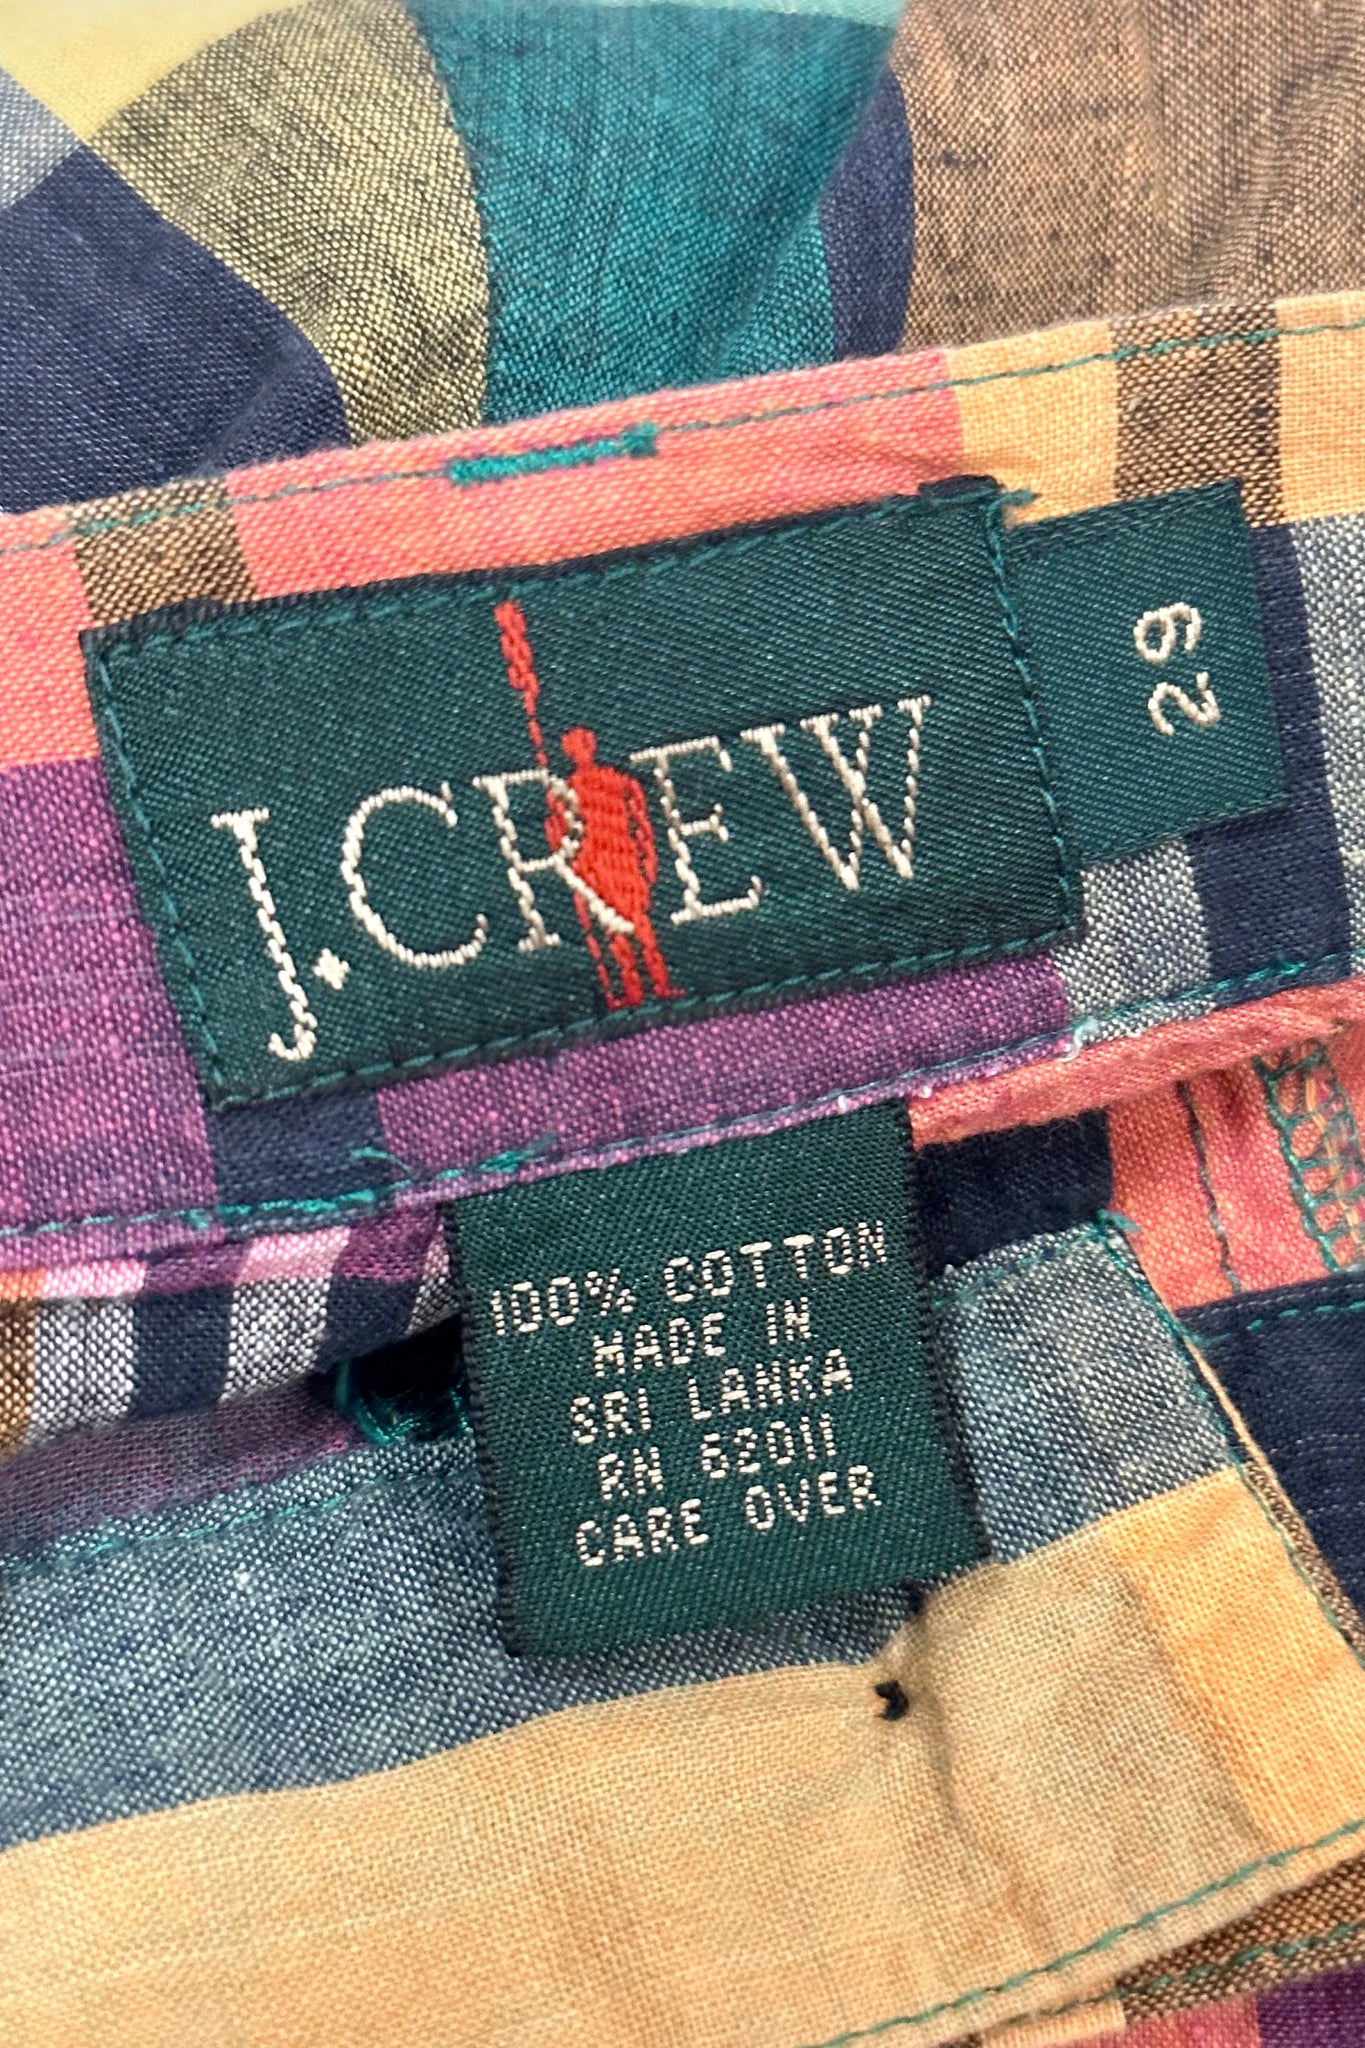 J.CREW
29
100% COTTON
MADE IN
SRI LANKA
RN 62011
CARE OVER